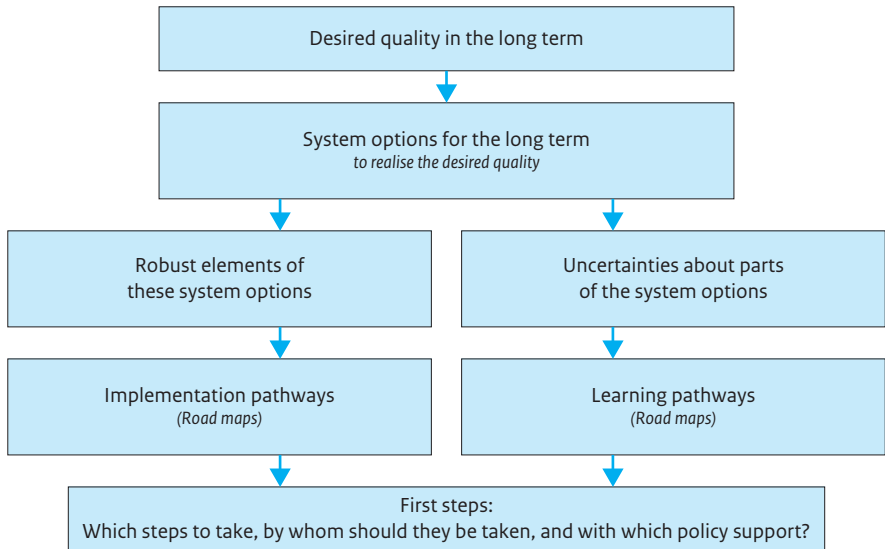 Desired quality in the long term
System options for the long term
to realise the desired quality
Robust elements of
these system options
Uncertainties about parts
of the system options
Implementation pathways
(Road maps)
Learning pathways
(Road maps)
First steps:
Which steps to take, by whom should they be taken, and with which policy support?